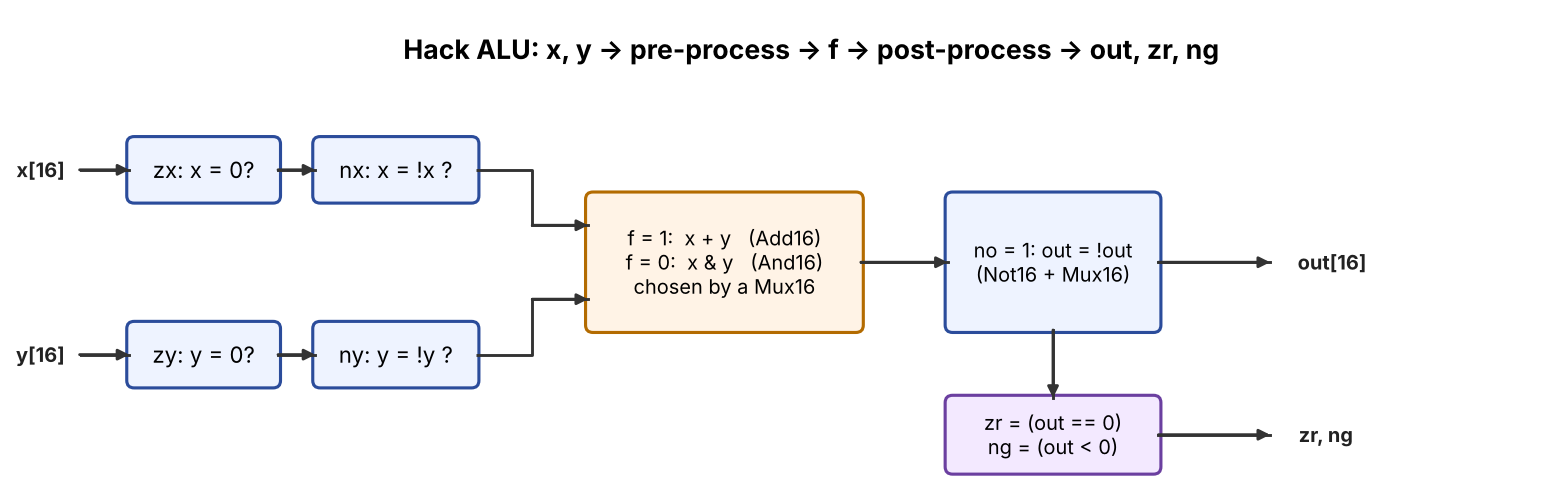 Hack ALU: x, y → pre-process → f → post-process → out, zr, ng
x[16]
zx: x = 0?
nx: x = !x ?
f = 1:  x + y   (Add16)
f = 0:  x & y   (And16)
chosen by a Mux16
no = 1: out = !out
(Not16 + Mux16)
out[16]
y[16]
zy: y = 0?
ny: y = !y ?
zr = (out == 0)
ng = (out < 0)
zr, ng